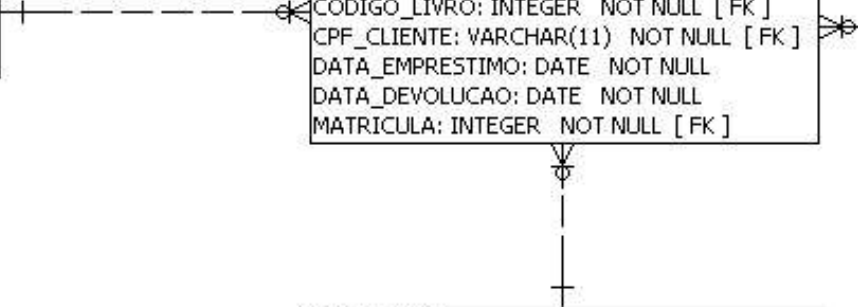 CODIGO_LIVRO: INTEGER NOT NULL [ FK ]
CPF_CLIENTE: VARCHAR(11) NOT NULL [ FK ]
DATA_EMPRESTIMO: DATE NOT NULL
DATA_DEVOLUCAO: DATE NOT NULL
MATRICULA: INTEGER NOT NULL [ FK ]